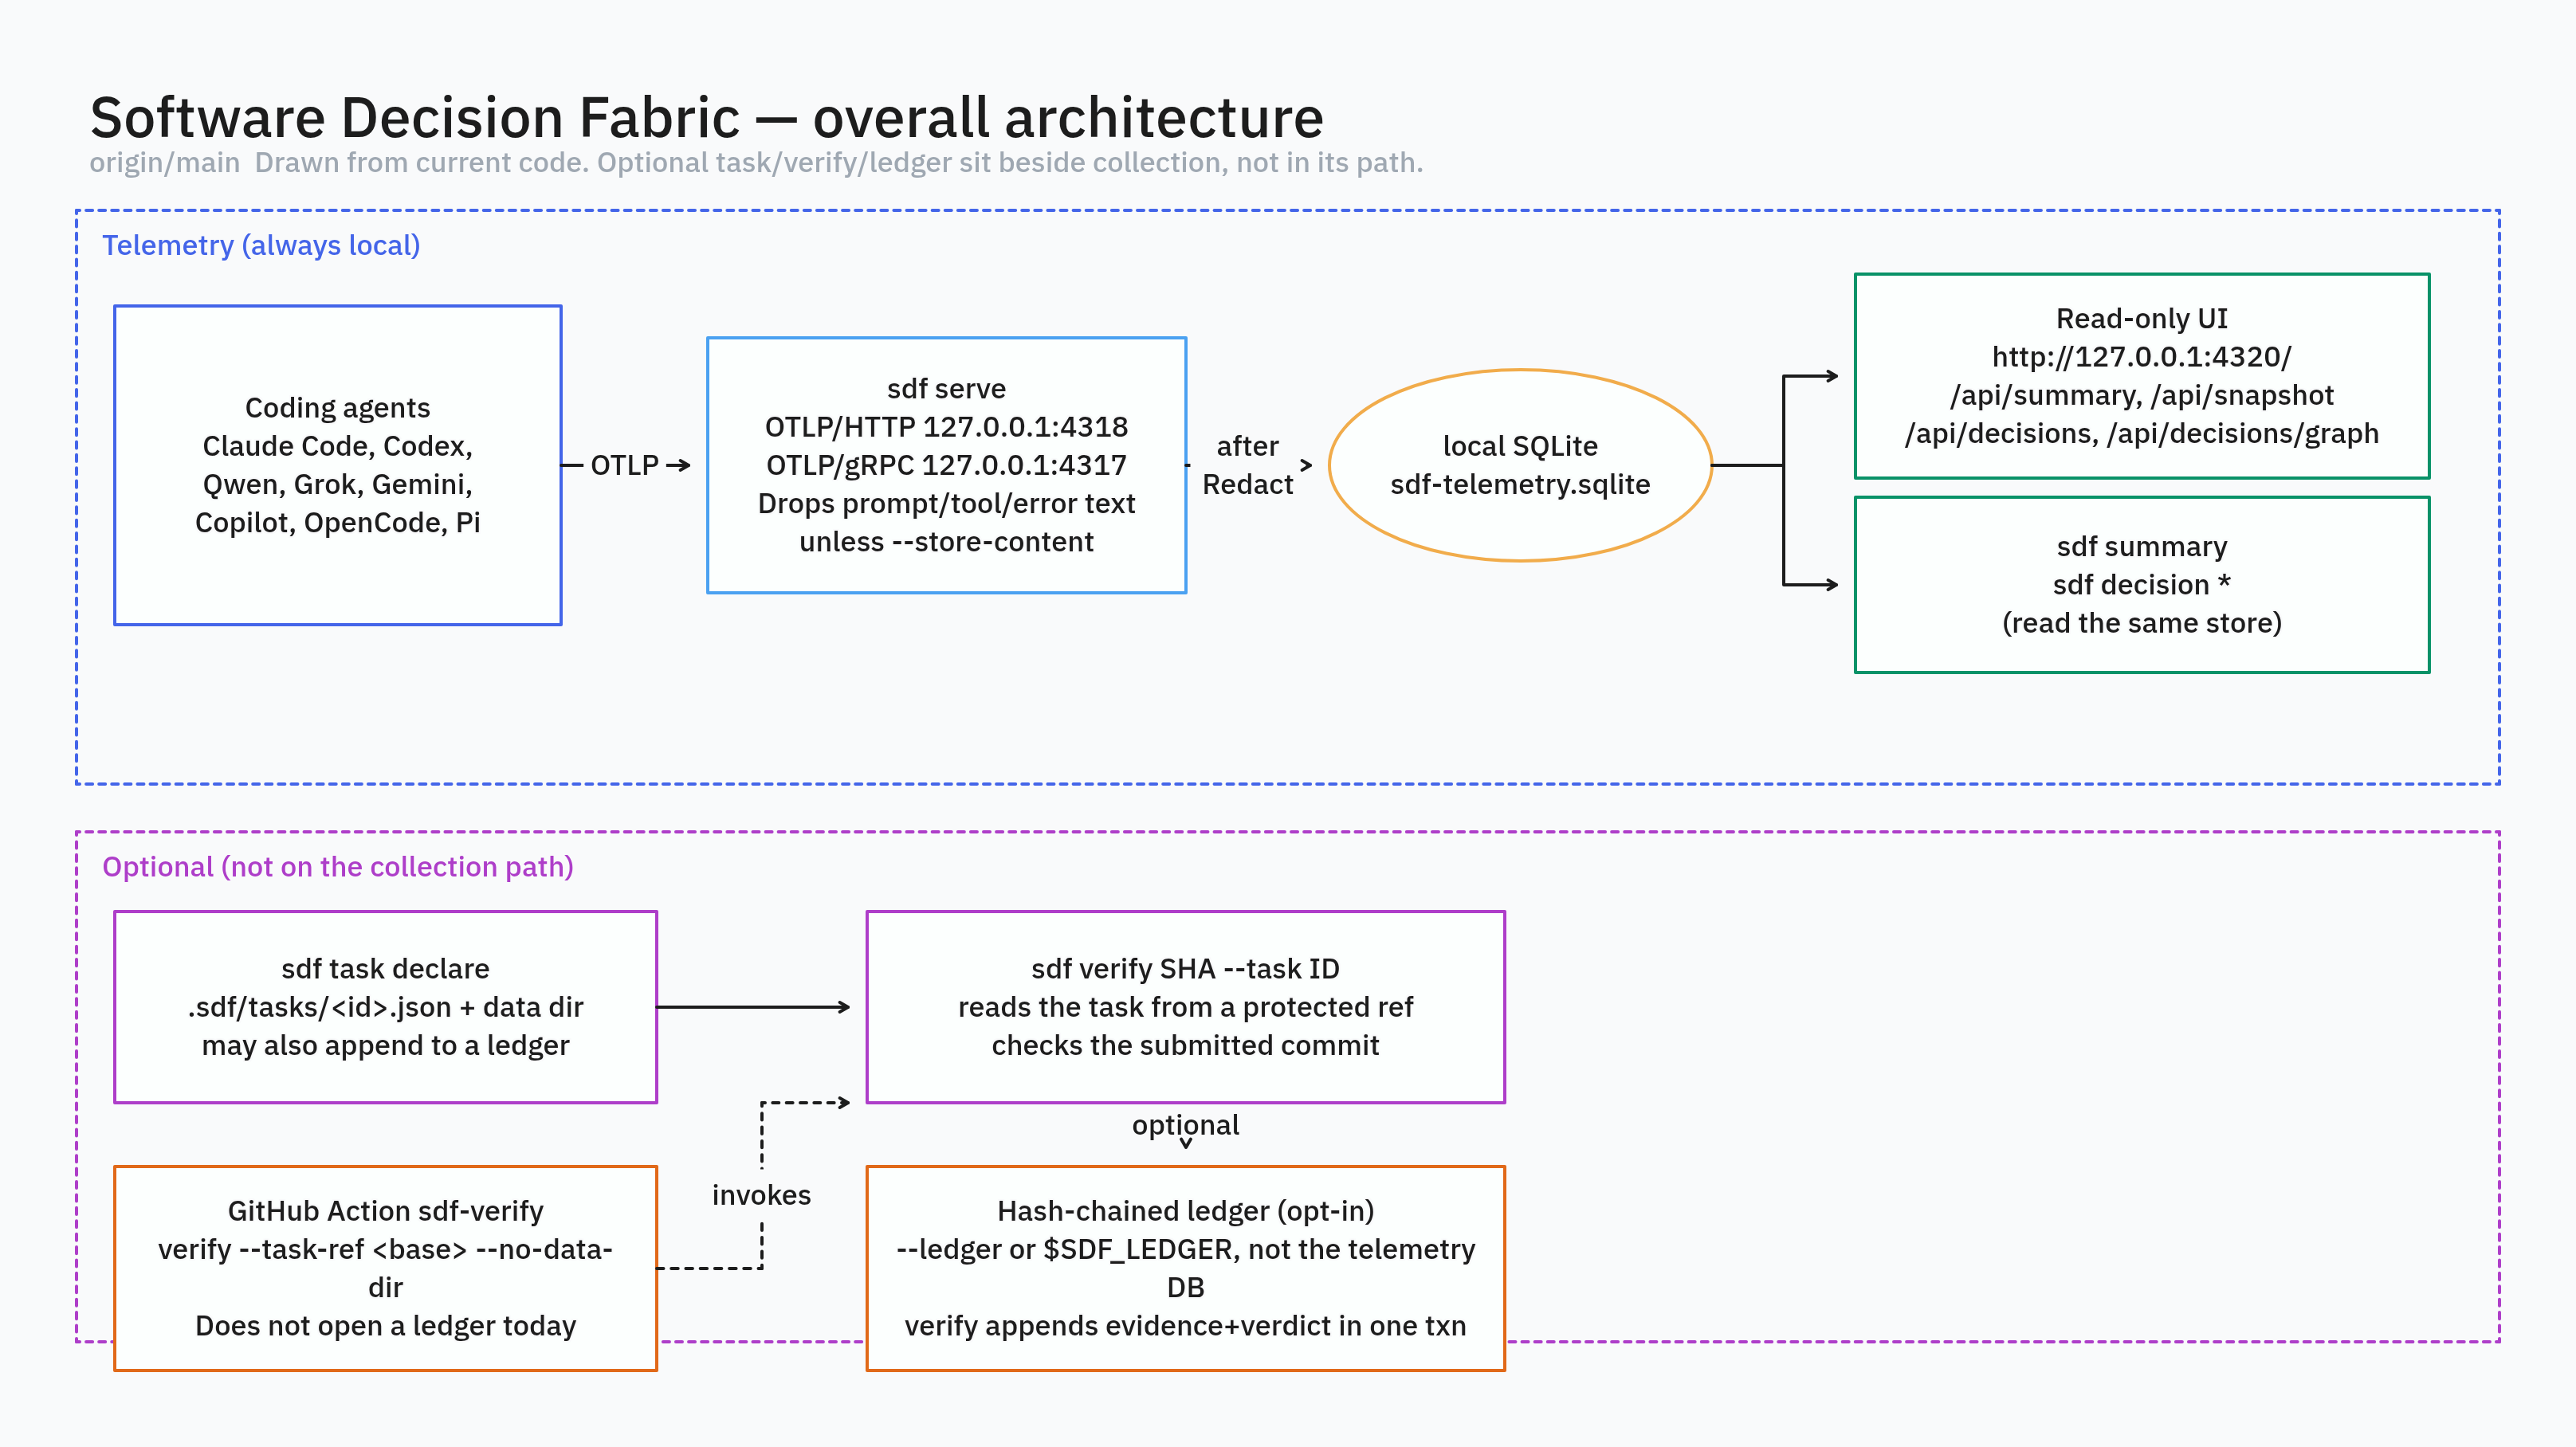 Software Decision Fabric — overall architecture
origin/main  Drawn from current code. Optional task/verify/ledger sit beside collection, not in its path.
Telemetry (always local)
Coding agents
Claude Code, Codex,
Qwen, Grok, Gemini,
Copilot, OpenCode, Pi
OTLP
sdf serve
OTLP/HTTP 127.0.0.1:4318
OTLP/gRPC 127.0.0.1:4317
Drops prompt/tool/error text
unless --store-content
after
Redact
local SQLite
sdf-telemetry.sqlite
Read-only UI
http://127.0.0.1:4320/
/api/summary, /api/snapshot
/api/decisions, /api/decisions/graph
sdf summary
sdf decision *
(read the same store)
Optional (not on the collection path)
sdf task declare
.sdf/tasks/<id>.json + data dir
may also append to a ledger
sdf verify SHA --task ID
reads the task from a protected ref
checks the submitted commit
optional
invokes
GitHub Action sdf-verify
verify --task-ref <base> --no-data-
dir
Does not open a ledger today
Hash-chained ledger (opt-in)
--ledger or $SDF_LEDGER, not the telemetry
DB
verify appends evidence+verdict in one txn